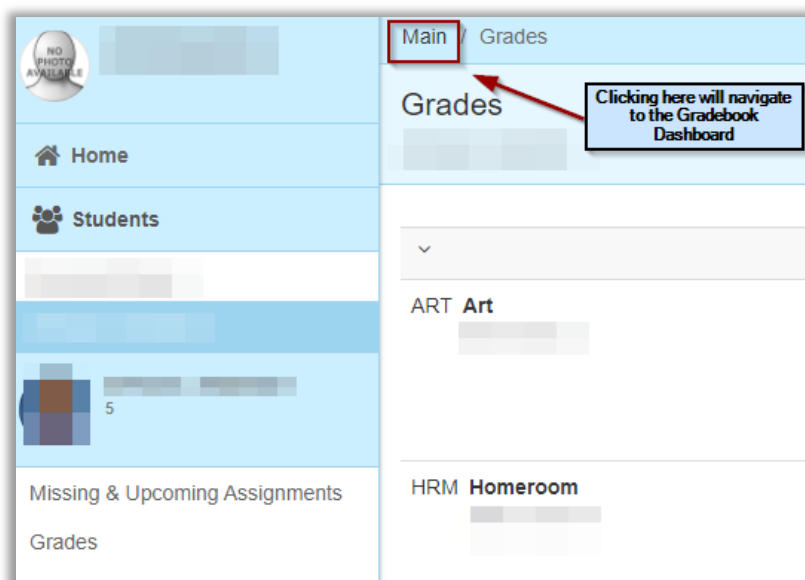 NO
PHOTO
AVAILABLE
Home
Students
5
Missing & Upcoming Assignments
Grades
Main / Grades
Grades
Clicking here will navigate
to the Gradebook
Dashboard
ART Art
HRM Homeroom